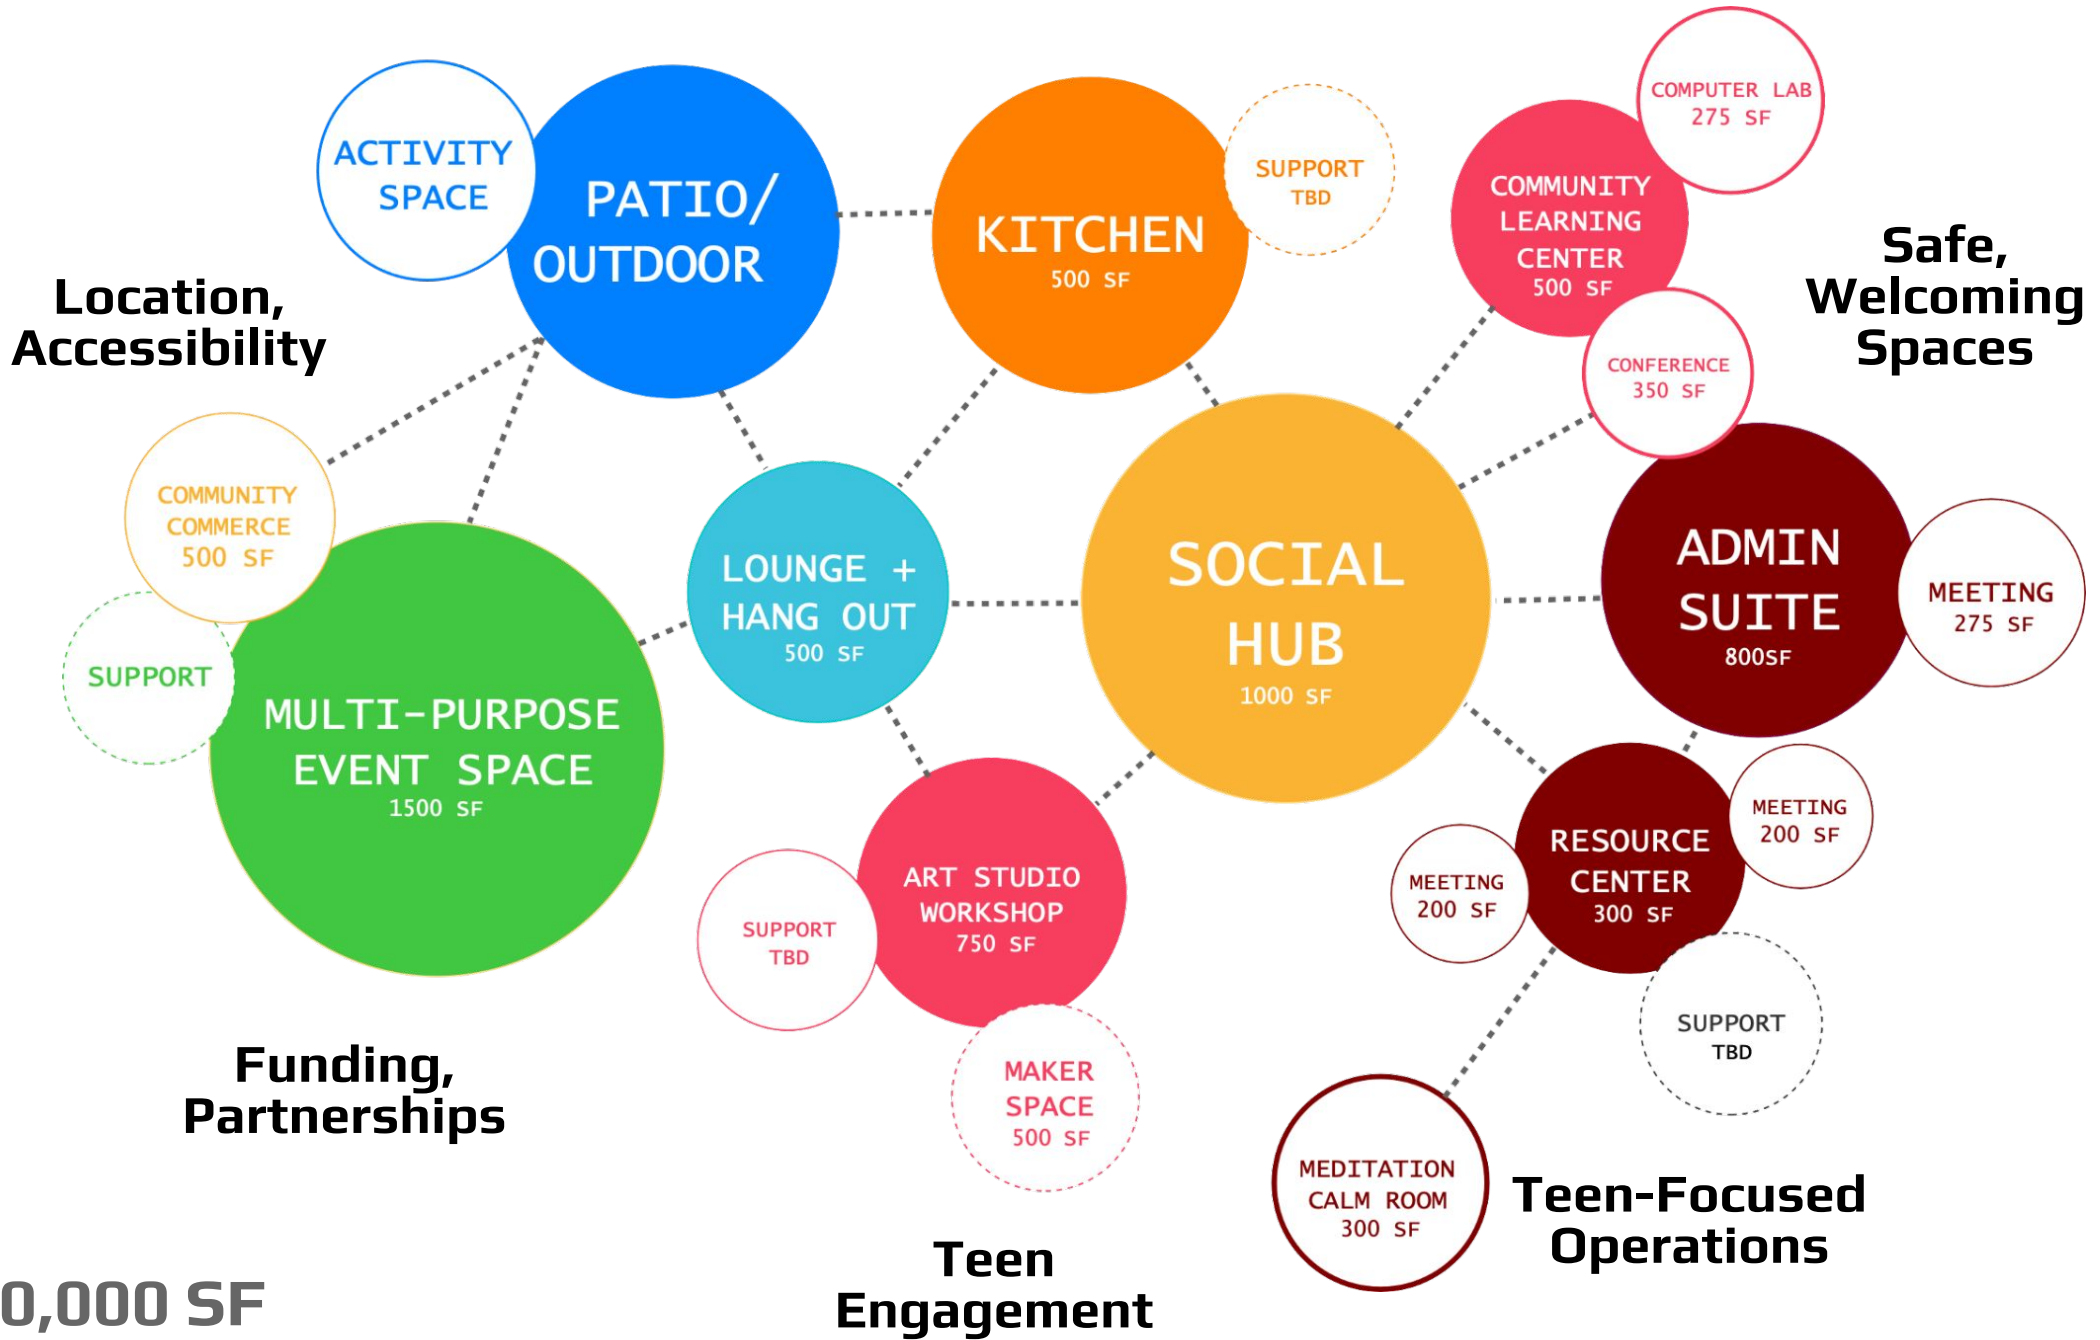 COMPUTER LAB
275 SF
ACTIVITY
SPACE
PATIO/
OUTDOOR
KITCHEN
500 SF
SUPPORT
TBD
COMMUNITY
LEARNING
CENTER
500 SF
Safe,
Welcoming
Spaces
Location,
Accessibility
CONFERENCE
350 SF
COMMUNITY
COMMERCE
500 SF
LOUNGE +
HANG OUT
500 SF
SOCIAL
HUB
1000 SF
ADMIN
SUITE
800SF
MEETING
275 SF
SUPPORT
MULTI-PURPOSE
EVENT SPACE
1500 SF
MEETING
200 SF
RESOURCE
CENTER
300 SF
MEETING
200 SF
ART STUDIO
WORKSHOP
750 SF
SUPPORT
TBD
SUPPORT
TBD
MAKER
SPACE
500 SF
Funding,
Partnerships
MEDITATION
CALM ROOM
300 SF
Teen-Focused
Operations
Teen
Engagement
0,000 SF